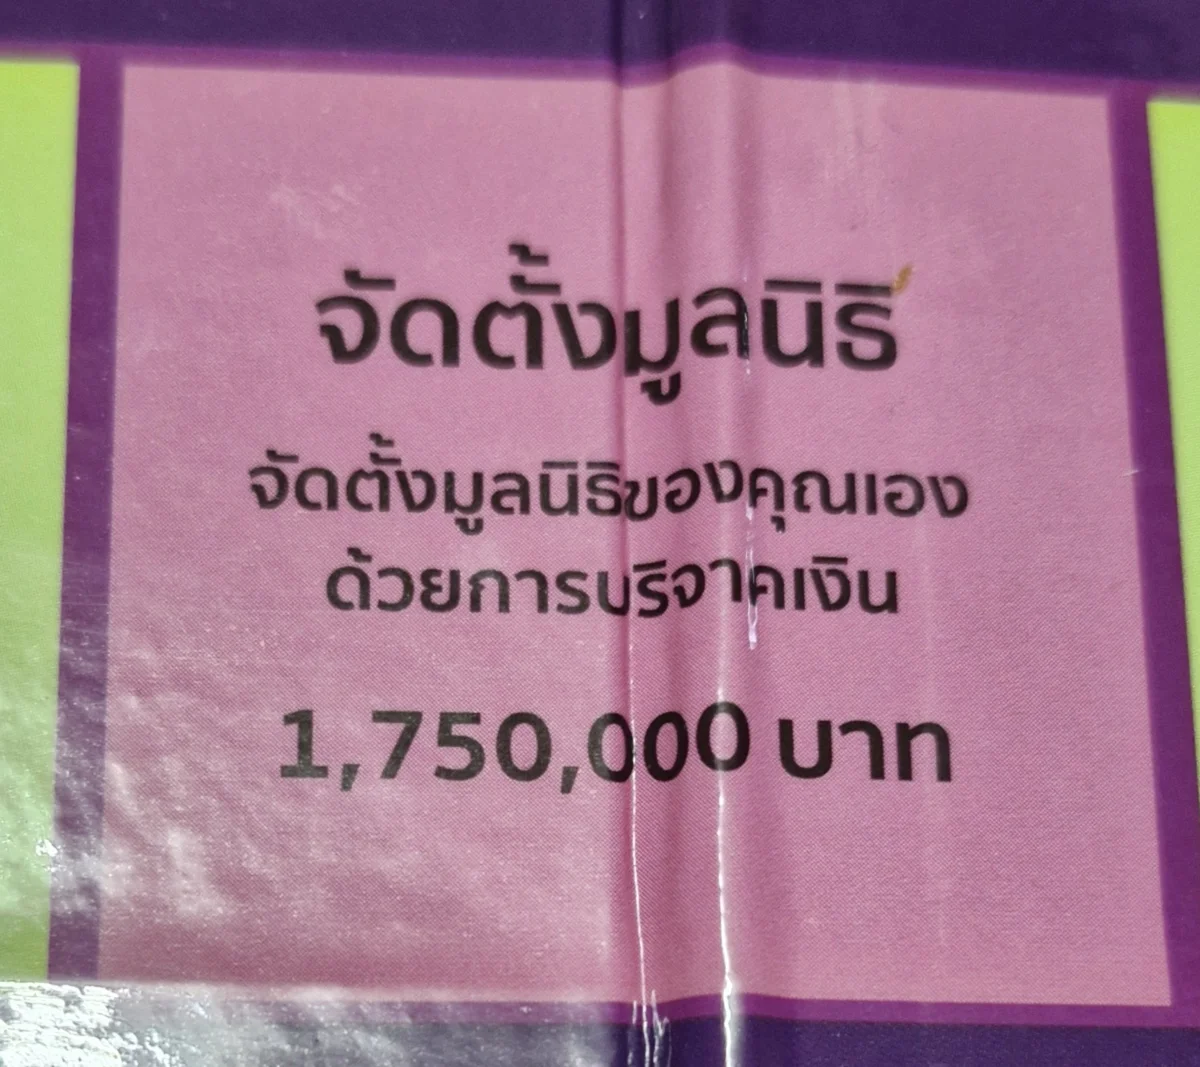 จัดตั้งมูลนิธิ
จัดตั้งมูลนิธิของคุณเอง
ด้วยการบริจาคเงิน
1,750,000 บาท